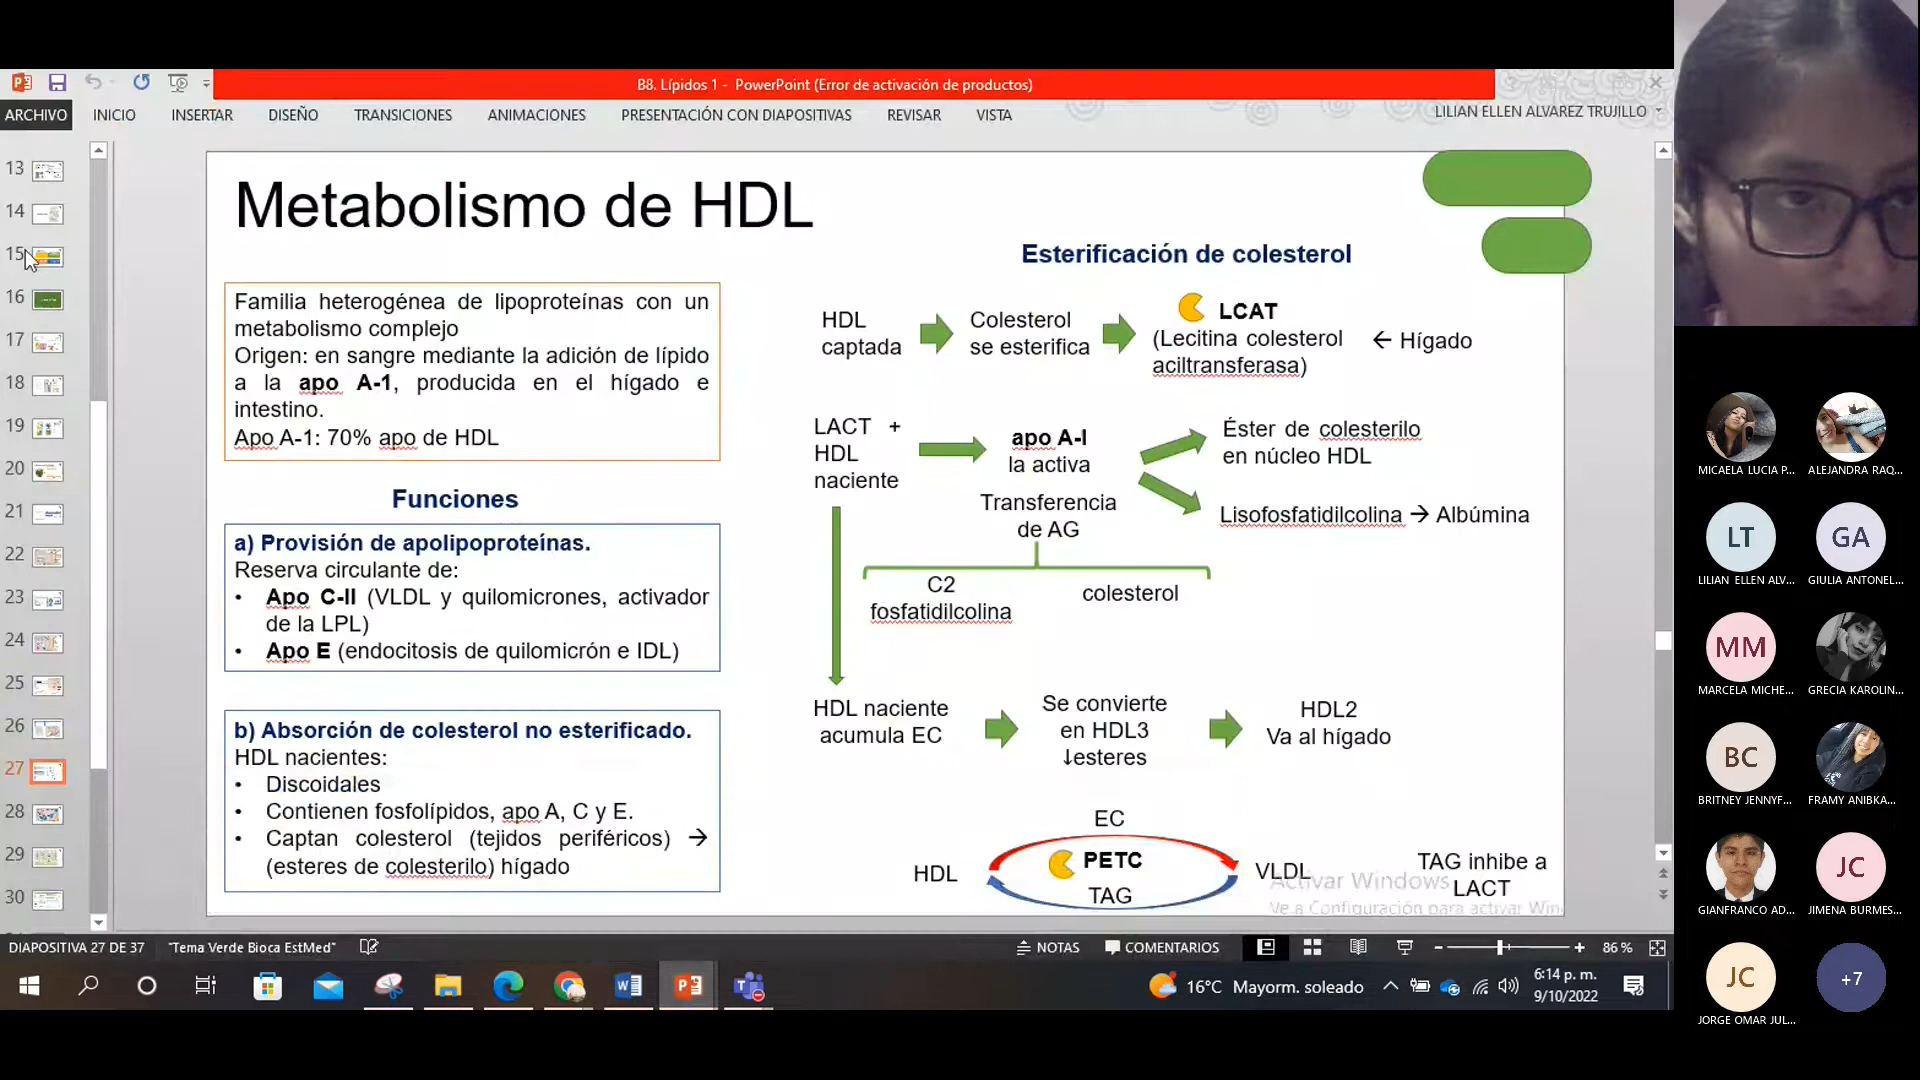 B8. Lípidos 1 - PowerPoint (Error de activación de productos)
ARCHIVO INICIO INSERTAR DISEÑO TRANSICIONES ANIMACIONES PRESENTACIÓN CON DIAPOSITIVAS REVISAR VISTA
LILIAN ELLEN ALVAREZ TRUJILLO
13
14
15
16
17
18
19
20
21
22
23
24
25
26
27
28
29
30
Metabolismo de HDL
Familia heterogénea de lipoproteínas con un
metabolismo complejo
Origen: en sangre mediante la adición de lípido
a la apo A-1, producida en el hígado e
intestino.
Apo A-1: 70% apo de HDL
Funciones
a) Provisión de apolipoproteínas.
Reserva circulante de:
• Apo C-II (VLDL y quilomicrones, activador
de la LPL)
• Apo E (endocitosis de quilomicrón e IDL)
b) Absorción de colesterol no esterificado.
HDL nacientes:
• Discoidales
• Contienen fosfolípidos, apo A, C y E.
• Captan colesterol (tejidos periféricos) →
(esteres de colesterilo) hígado
Esterificación de colesterol
HDL
captada
Colesterol
se esterifica
LCAT
(Lecitina colesterol
aciltransferasa)
← Hígado
LACT +
HDL
naciente
apo A-I
la activa
Transferencia
de AG
Éster de colesterilo
en núcleo HDL
Lisofosfatidilcolina → Albúmina
C2
fosfatidilcolina
colesterol
HDL naciente
acumula EC
Se convierte
en HDL3
↓esteres
HDL2
Va al hígado
EC
HDL
PETC
TAG
VLDL
TAG inhibe a
LACT
Activar Windows
Ve a Configuración para activar Win
DIAPOSITIVA 27 DE 37 "Tema Verde Bioca EstMed"
NOTAS COMENTARIOS 86 %
16°C Mayorm. soleado
6:14 p. m.
9/10/2022
MICAELA LUCIA P... ALEJANDRA RAQ...
LT GA
LILIAN ELLEN ALV... GIULIA ANTONEL...
MM
MARCELA MICHE... GRECIA KAROLIN...
BC
BRITNEY JENNYF... FRAMY ANIBKA...
JC
GIANFRANCO AD... JIMENA BURMES...
JC +7
JORGE OMAR JUL...